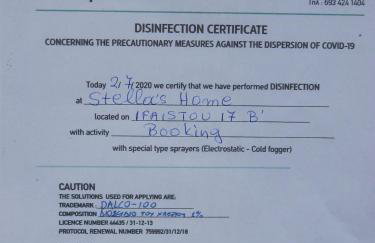 Τηλ : 693 424 1404
DISINFECTION CERTIFICATE
CONCERNING THE PRECAUTIONARY MEASURES AGAINST THE DISPERSION OF COVID-19
Today 2/7/2020 we certify that we have performed DISINFECTION
at Stella's Home
located on IFAISTOU 17 B'
with activity Booking
with special type sprayers (Electrostatic - Cold fogger)
CAUTION
THE SOLUTIONS USED FOR APPLYING ARE:
TRADEMARK : DALCO-100
COMPOSITION ΔΙΟΞΕΙΔΙΟ ΤΟΥ ΧΛΩΡΙΟΥ 1%
LICENCE NUMBER 44435 / 31-12-13
PROTOCOL RENEWAL NUMBER 759992/31/12/18